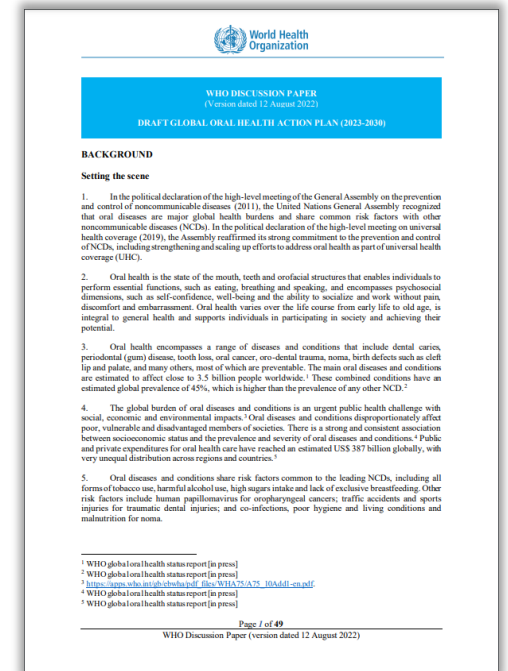 World Health
Organization
WHO DISCUSSION PAPER
(Version dated 12 August 2022)
DRAFT GLOBAL ORAL HEALTH ACTION PLAN (2023-2030)
BACKGROUND
Setting the scene
1. In the political declaration of the high-level meeting of the General Assembly on the prevention
and control of noncommunicable diseases (2011), the United Nations General Assembly recognized
that oral diseases are major global health burdens and share common risk factors with other
noncommunicable diseases (NCDs). In the political declaration of the high-level meeting on universal
health coverage (2019), the Assembly reaffirmed its strong commitment to the prevention and control
of NCDs, including strengthening and scaling up efforts to address oral health as part of universal health
coverage (UHC).
2. Oral health is the state of the mouth, teeth and orofacial structures that enables individuals to
perform essential functions, such as eating, breathing and speaking, and encompasses psychosocial
dimensions, such as self-confidence, well-being and the ability to socialize and work without pain,
discomfort and embarrassment. Oral health varies over the life course from early life to old age, is
integral to general health and supports individuals in participating in society and achieving their
potential.
3. Oral health encompasses a range of diseases and conditions that include dental caries,
periodontal (gum) disease, tooth loss, oral cancer, oro-dental trauma, noma, birth defects such as cleft
lip and palate, and many others, most of which are preventable. The main oral diseases and conditions
are estimated to affect close to 3.5 billion people worldwide.1 These combined conditions have an
estimated global prevalence of 45%, which is higher than the prevalence of any other NCD.2
4. The global burden of oral diseases and conditions is an urgent public health challenge with
social, economic and environmental impacts.3 Oral diseases and conditions disproportionately affect
poor, vulnerable and disadvantaged members of societies. There is a strong and consistent association
between socioeconomic status and the prevalence and severity of oral diseases and conditions.4 Public
and private expenditures for oral health care have reached an estimated US$ 387 billion globally, with
very unequal distribution across regions and countries.5
5. Oral diseases and conditions share risk factors common to the leading NCDs, including all
forms of tobacco use, harmful alcohol use, high sugars intake and lack of exclusive breastfeeding. Other
risk factors include human papillomavirus for oropharyngeal cancers; traffic accidents and sports
injuries for traumatic dental injuries; and co-infections, poor hygiene and living conditions and
malnutrition for noma.
1 WHO global oral health status report [in press]
2 WHO global oral health status report [in press]
3 https://apps.who.int/gb/ebwha/pdf_files/WHA75/A75_10Add1-en.pdf.
4 WHO global oral health status report [in press]
5 WHO global oral health status report [in press]
Page 1 of 49
WHO Discussion Paper (version dated 12 August 2022)